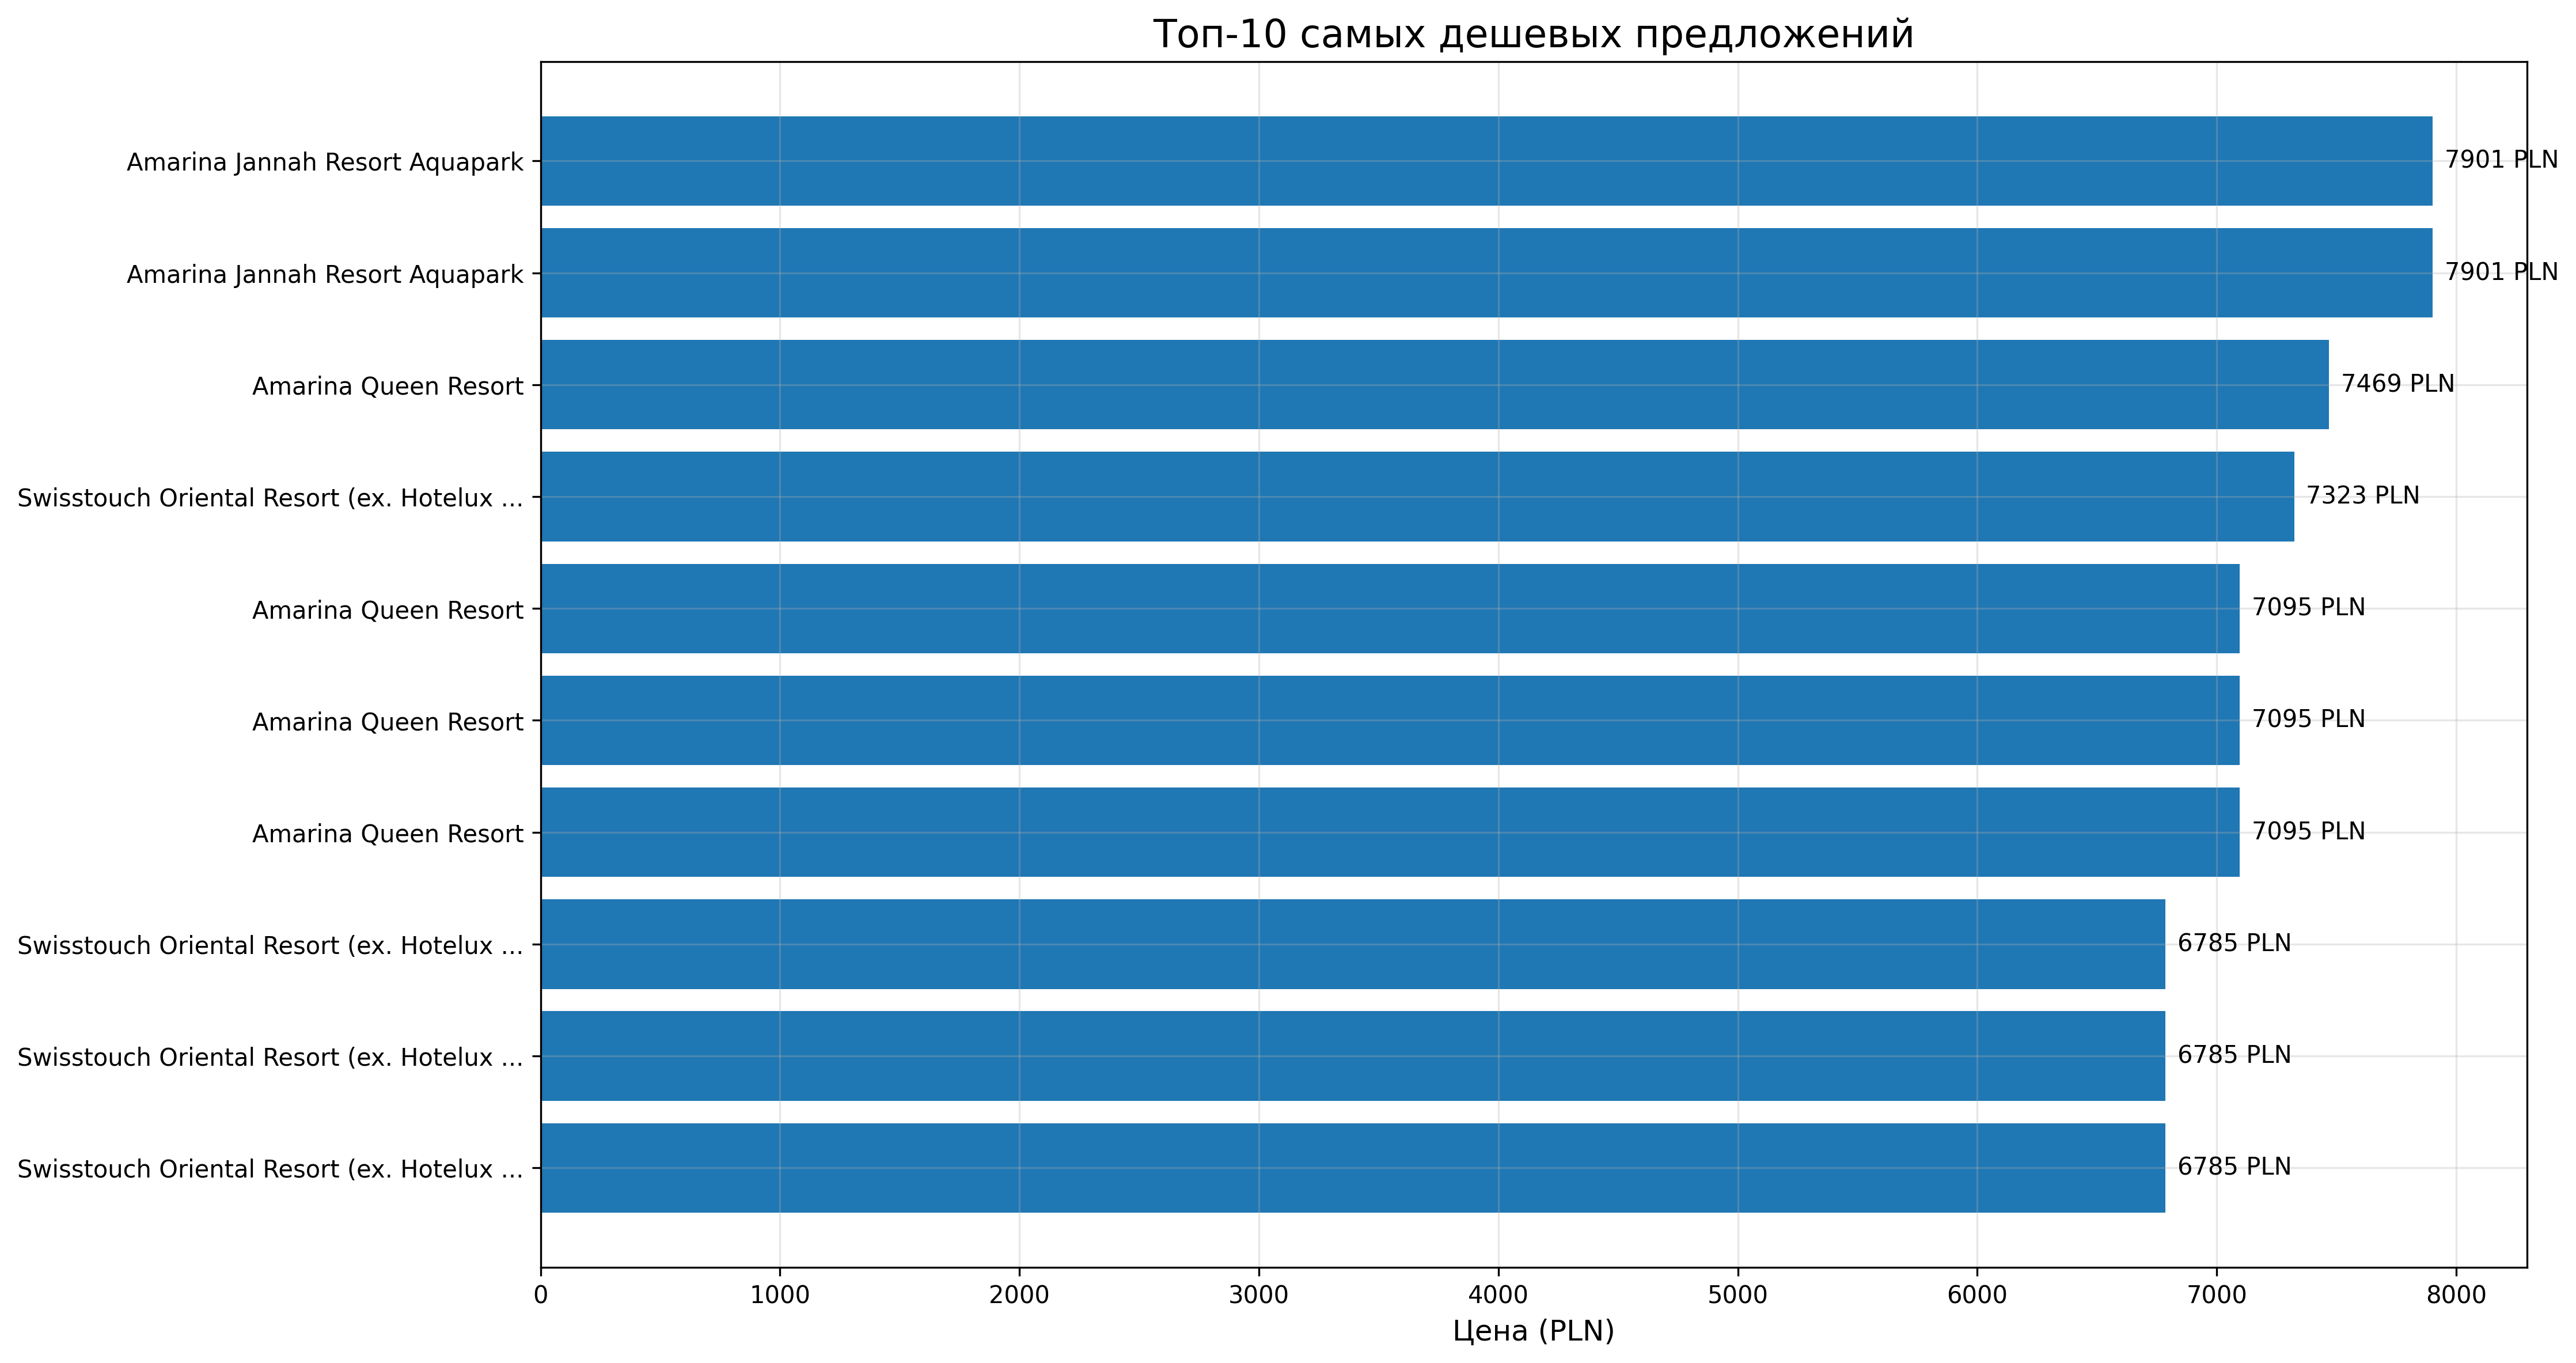 Топ-10 самых дешевых предложений
Amarina Jannah Resort Aquapark
7901 PLN
Amarina Jannah Resort Aquapark
7901 PLN
Amarina Queen Resort
7469 PLN
Swisstouch Oriental Resort (ex. Hotelux ...
7323 PLN
Amarina Queen Resort
7095 PLN
Amarina Queen Resort
7095 PLN
Amarina Queen Resort
7095 PLN
Swisstouch Oriental Resort (ex. Hotelux ...
6785 PLN
Swisstouch Oriental Resort (ex. Hotelux ...
6785 PLN
Swisstouch Oriental Resort (ex. Hotelux ...
6785 PLN
0 1000 2000 3000 4000 5000 6000 7000 8000
Цена (PLN)